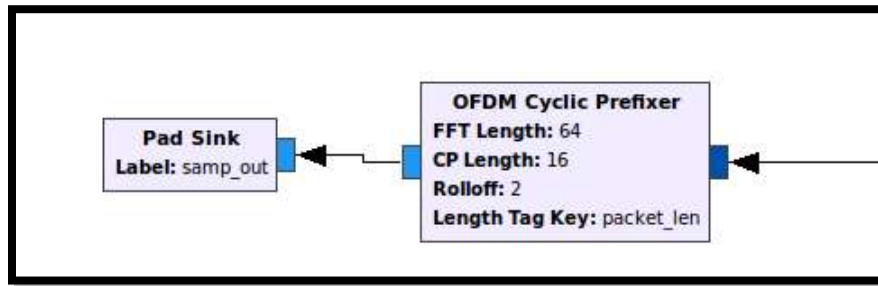 Pad Sink
Label: samp_out
OFDM Cyclic Prefixer
FFT Length: 64
CP Length: 16
Rolloff: 2
Length Tag Key: packet_len